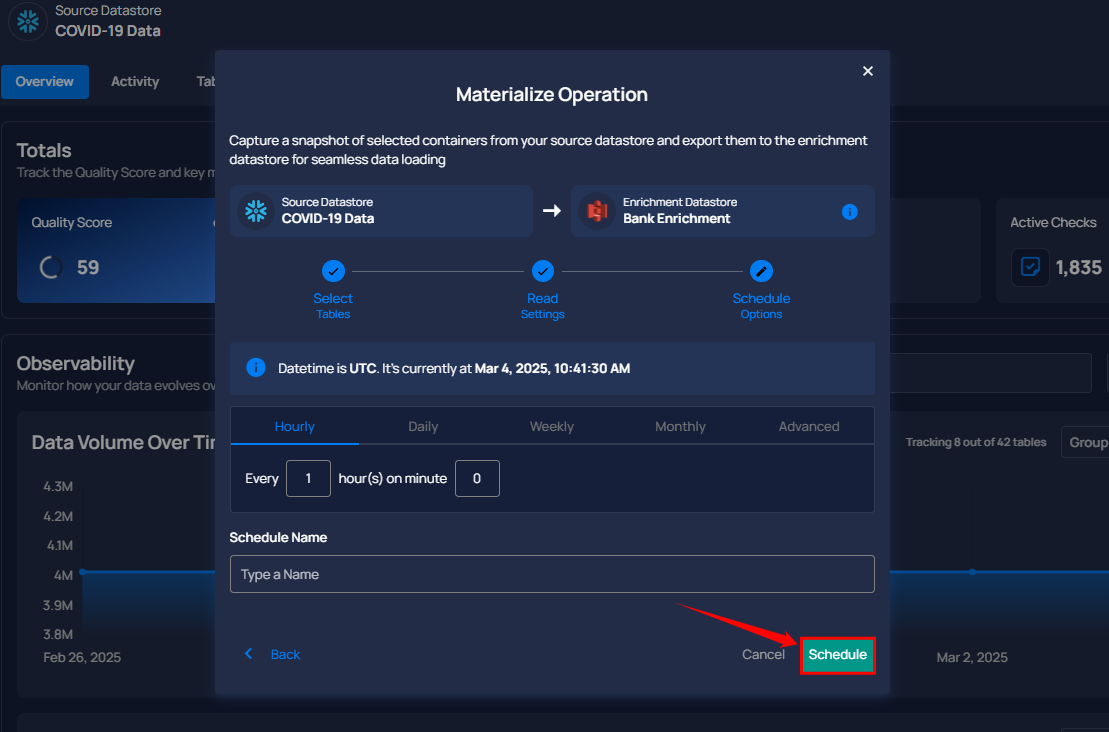 Source Datastore
COVID-19 Data
Overview
Activity
Tab
Totals
Track the Quality Score and key m
Quality Score
59
Active Checks
1,835
Observability
Monitor how your data evolves ov
Data Volume Over Tir
Tracking 8 out of 42 tables
Group
4.3M
4.2M
4.1M
4M
3.9M
3.8M
Feb 26, 2025
Mar 2, 2025
Materialize Operation
Capture a snapshot of selected containers from your source datastore and export them to the enrichment
datastore for seamless data loading
Source Datastore
COVID-19 Data
Enrichment Datastore
Bank Enrichment
Select
Tables
Read
Settings
Schedule
Options
Datetime is UTC. It's currently at Mar 4, 2025, 10:41:30 AM
Hourly
Daily
Weekly
Monthly
Advanced
Every 1 hour(s) on minute 0
Schedule Name
Type a Name
Back
Cancel
Schedule